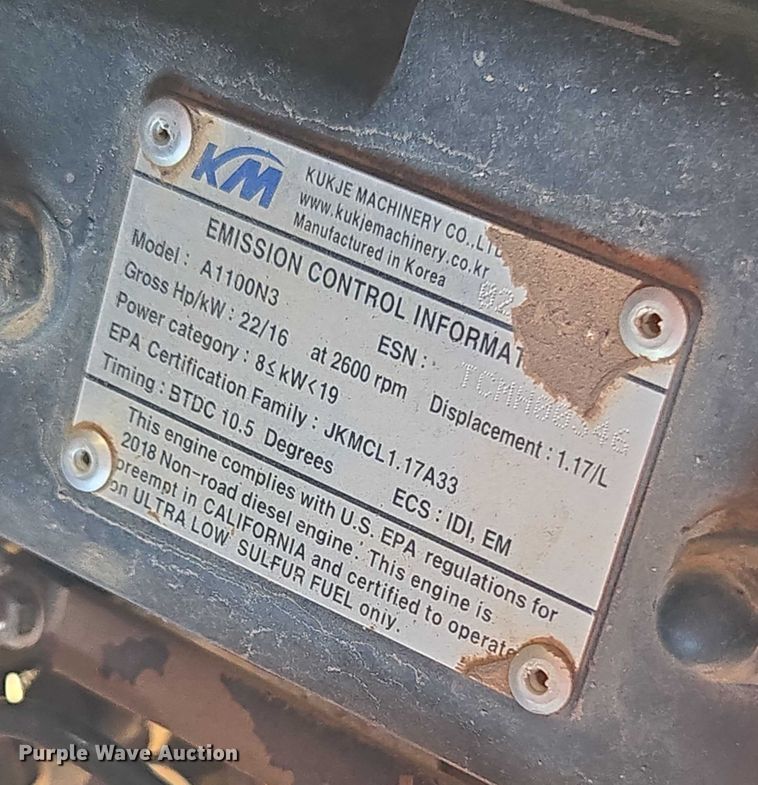 KM
KUKJE MACHINERY CO.,LTD
www.kukjemachinery.co.kr
Manufactured in Korea
02
EMISSION CONTROL INFORMAT
Model : A1100N3 ESN :
Gross Hp/kW : 22/16 at 2600 rpm Displacement : 1.17/L
Power category : 8≤kW<19
EPA Certification Family : JKMCL1.17A33
Timing : BTDC 10.5 Degrees ECS : IDI, EM
This engine complies with U.S. EPA regulations for
2018 Non-road diesel engine. This engine is
preempt in CALIFORNIA and certified to operate
on ULTRA LOW SULFUR FUEL only.
Purple Wave Auction